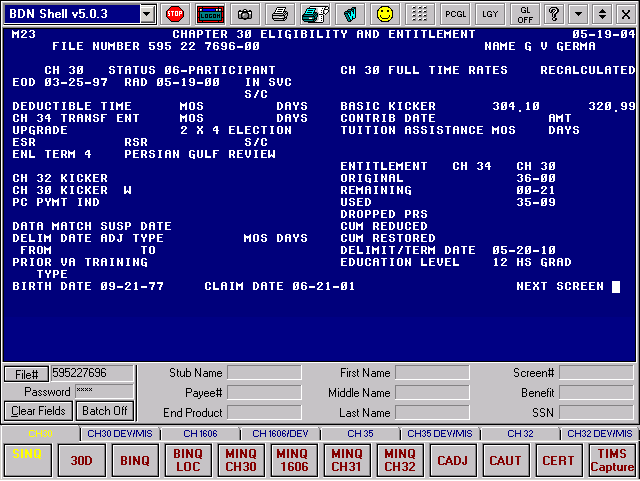 BDN Shell v5.0.3 STOP LOGON PCGL LGY GL OFF ?
M23 CHAPTER 30 ELIGIBILITY AND ENTITLEMENT 05-19-04
FILE NUMBER 595 22 7696-00 NAME G V GERMA
CH 30 STATUS 06-PARTICIPANT CH 30 FULL TIME RATES RECALCULATED
EOD 03-25-97 RAD 05-19-00 IN SVC
S/C
DEDUCTIBLE TIME MOS DAYS BASIC KICKER 304.10 320.99
CH 34 TRANSF ENT MOS DAYS CONTRIB DATE AMT
UPGRADE 2 X 4 ELECTION TUITION ASSISTANCE MOS DAYS
ESR RSR S/C
ENL TERM 4 PERSIAN GULF REVIEW
ENTITLEMENT CH 34 CH 30
CH 32 KICKER ORIGINAL 36-00
CH 30 KICKER W REMAINING 00-21
PC PYMT IND USED 35-09
DROPPED PRS
DATA MATCH SUSP DATE CUM REDUCED
DELIM DATE ADJ TYPE MOS DAYS CUM RESTORED
FROM TO DELIMIT/TERM DATE 05-20-10
PRIOR VA TRAINING EDUCATION LEVEL 12 HS GRAD
TYPE
BIRTH DATE 09-21-77 CLAIM DATE 06-21-01 NEXT SCREEN
File# 595227696 Stub Name First Name Screen#
Password **** Payee# Middle Name Benefit
Clear Fields Batch Off End Product Last Name SSN
CH30 CH30 DEV/MIS CH1606 CH1606/DEV CH 35 CH35 DEV/MIS CH 32 CH32 DEV/MIS
SINQ 30D BINQ BINQ LOC MINQ CH30 MINQ 1606 MINQ CH31 MINQ CH32 CADJ CAUT CERT TIMS Capture